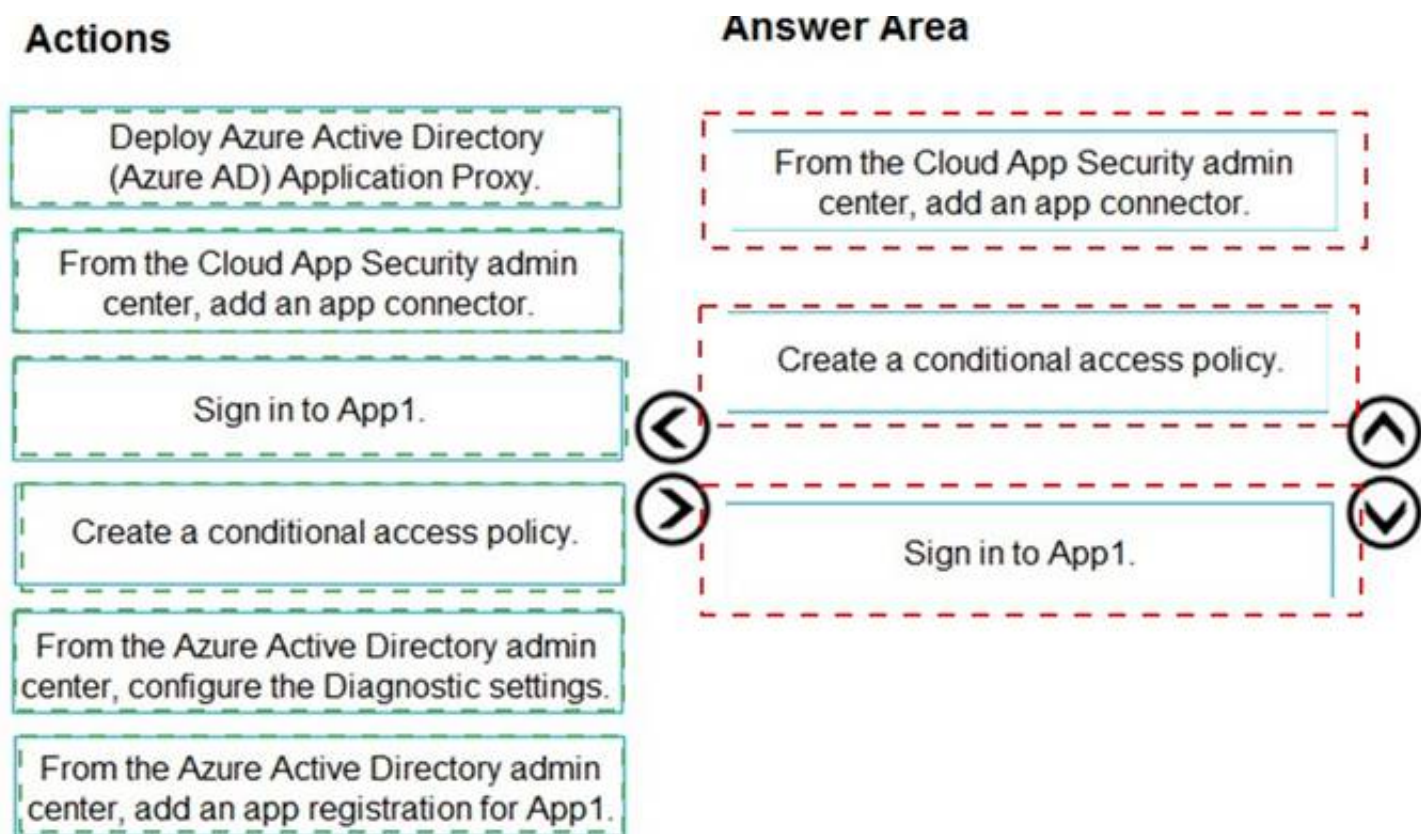 Actions
Answer Area
Deploy Azure Active Directory
(Azure AD) Application Proxy.
From the Cloud App Security admin
center, add an app connector.
Sign in to App1.
Create a conditional access policy.
From the Azure Active Directory admin
center, configure the Diagnostic settings.
From the Azure Active Directory admin
center, add an app registration for App1.
From the Cloud App Security admin
center, add an app connector.
Create a conditional access policy.
Sign in to App1.